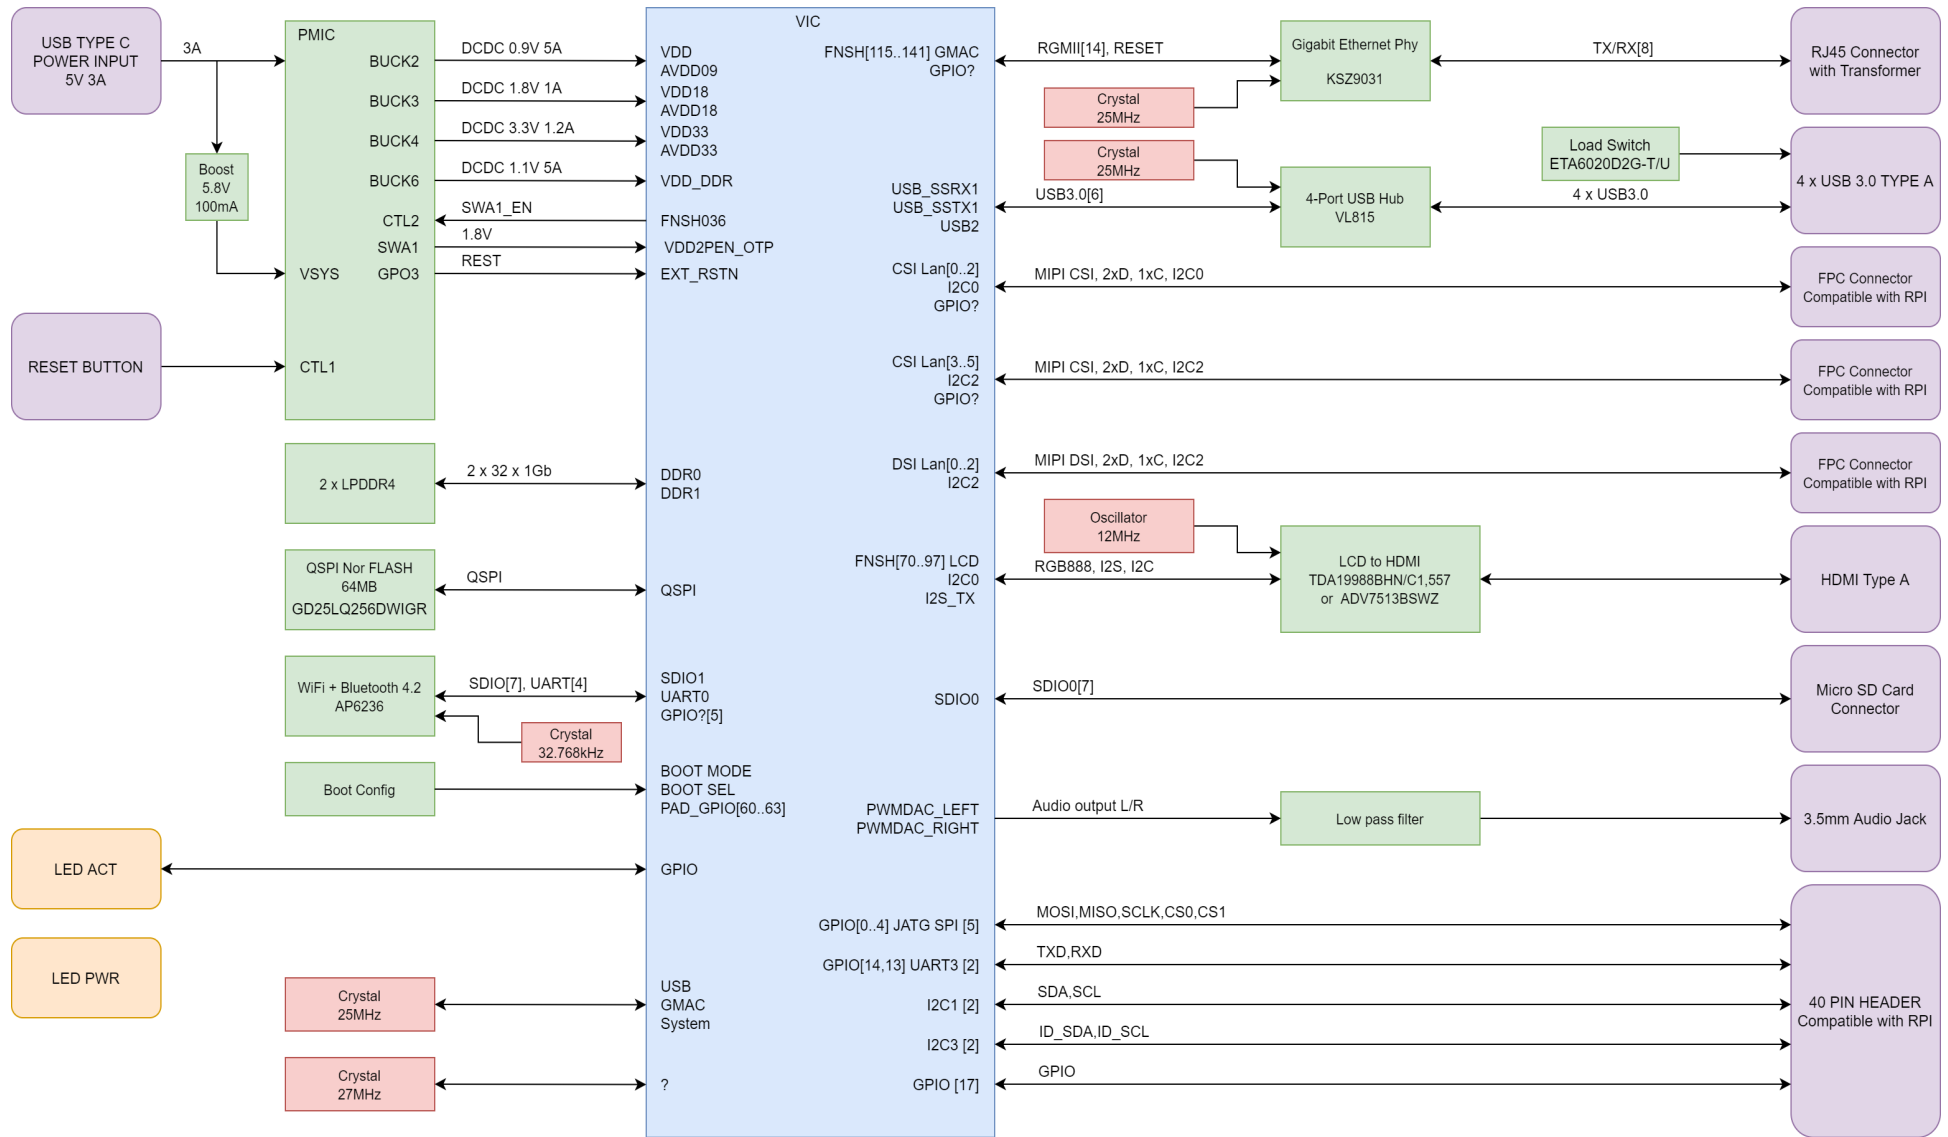 USB TYPE C
POWER INPUT
5V 3A
3A
Boost
5.8V
100mA
RESET BUTTON
PMIC
BUCK2
BUCK3
BUCK4
BUCK6
CTL2
SWA1
VSYS
GPO3
CTL1
DCDC 0.9V 5A
DCDC 1.8V 1A
DCDC 3.3V 1.2A
DCDC 1.1V 5A
SWA1_EN
1.8V
REST
2 x LPDDR4
2 x 32 x 1Gb
QSPI Nor FLASH
64MB
GD25LQ256DWIGR
QSPI
WiFi + Bluetooth 4.2
AP6236
SDIO[7], UART[4]
Crystal
32.768kHz
Boot Config
LED ACT
LED PWR
Crystal
25MHz
Crystal
27MHz
VIC
VDD
AVDD09
VDD18
AVDD18
VDD33
AVDD33
VDD_DDR
FNSH036
VDD2PEN_OTP
EXT_RSTN
DDR0
DDR1
QSPI
SDIO1
UART0
GPIO?[5]
BOOT MODE
BOOT SEL
PAD_GPIO[60..63]
GPIO
USB
GMAC
System
?
FNSH[115..141] GMAC
GPIO?
USB_SSRX1
USB_SSTX1
USB2
CSI Lan[0..2]
I2C0
GPIO?
CSI Lan[3..5]
I2C2
GPIO?
DSI Lan[0..2]
I2C2
FNSH[70..97] LCD
I2C0
I2S_TX
SDIO0
PWMDAC_LEFT
PWMDAC_RIGHT
GPIO[0..4] JATG SPI [5]
GPIO[14,13] UART3 [2]
I2C1 [2]
I2C3 [2]
GPIO [17]
RGMII[14], RESET
Crystal
25MHz
Gigabit Ethernet Phy
KSZ9031
TX/RX[8]
RJ45 Connector
with Transformer
Crystal
25MHz
USB3.0[6]
4-Port USB Hub
VL815
Load Switch
ETA6020D2G-T/U
4 x USB3.0
4 x USB 3.0 TYPE A
MIPI CSI, 2xD, 1xC, I2C0
FPC Connector
Compatible with RPI
MIPI CSI, 2xD, 1xC, I2C2
FPC Connector
Compatible with RPI
MIPI DSI, 2xD, 1xC, I2C2
FPC Connector
Compatible with RPI
Oscillator
12MHz
RGB888, I2S, I2C
LCD to HDMI
TDA19988BHN/C1,557
or ADV7513BSWZ
HDMI Type A
SDIO0[7]
Micro SD Card
Connector
Audio output L/R
Low pass filter
3.5mm Audio Jack
MOSI,MISO,SCLK,CS0,CS1
TXD,RXD
SDA,SCL
ID_SDA,ID_SCL
GPIO
40 PIN HEADER
Compatible with RPI